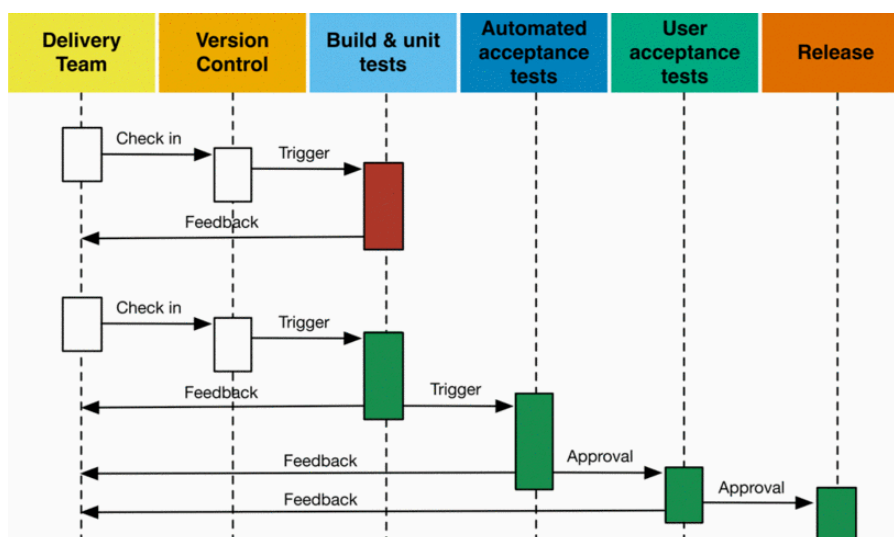 Delivery
Team
Version
Control
Build & unit
tests
Automated
acceptance
tests
User
acceptance
tests
Release
Check in
Trigger
Feedback
Check in
Trigger
Feedback
Trigger
Feedback
Approval
Feedback
Approval